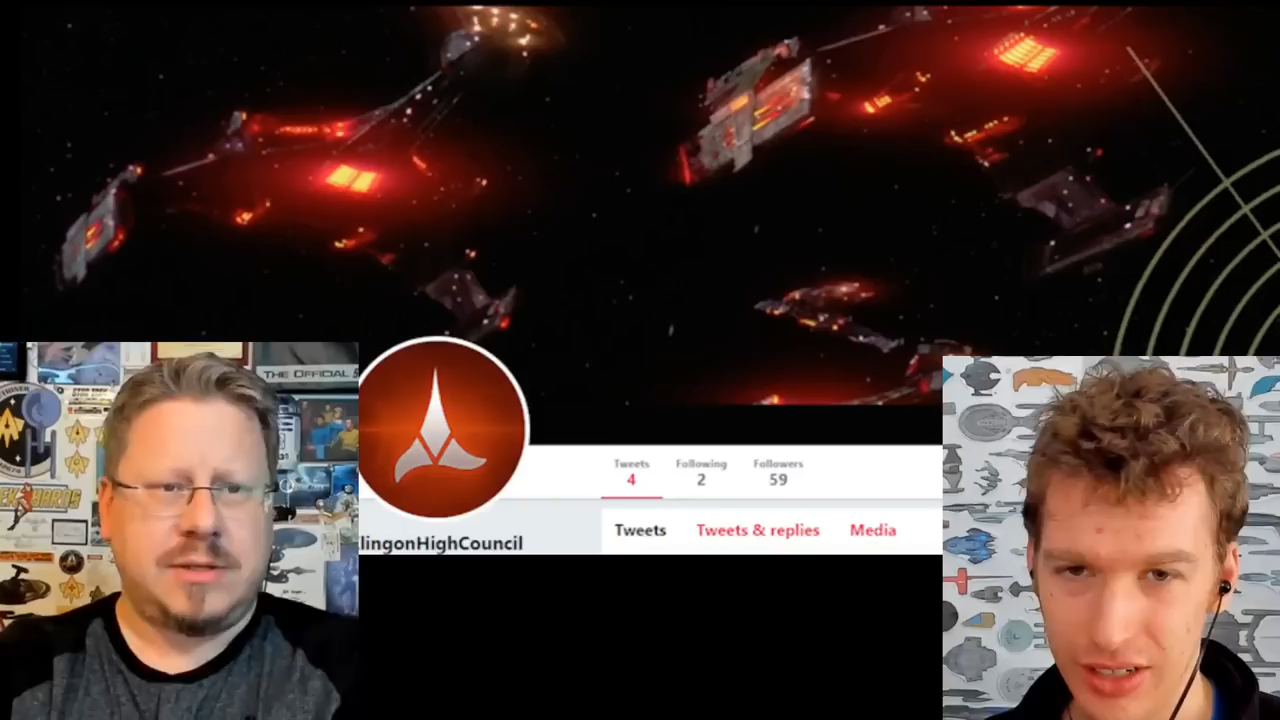 THE OFFICIAL
Tweets Following Followers
4 2 59
Tweets Tweets & replies Media
lingonHighCouncil